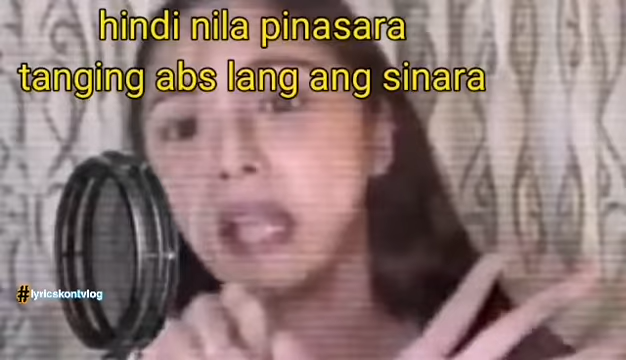 hindi nila pinasara
tanging abs lang ang sinara
#lyricskontvlog